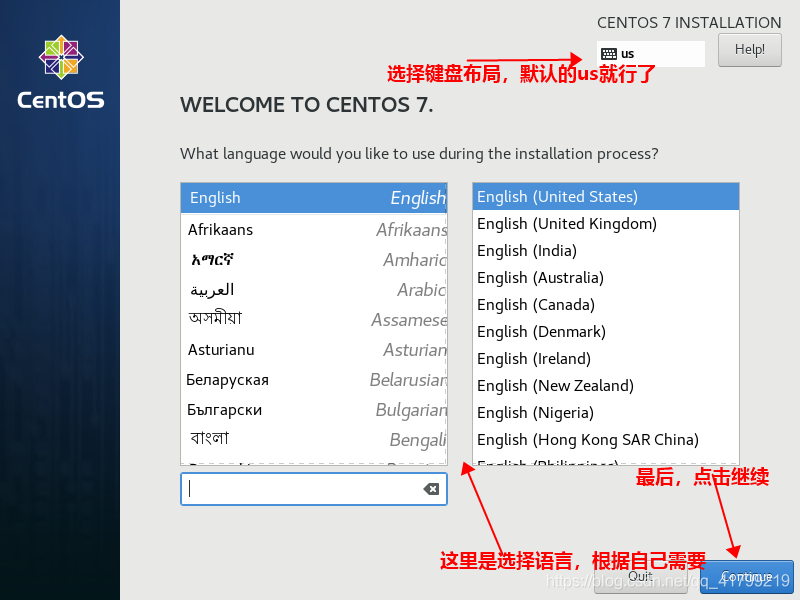 CENTOS 7 INSTALLATION
us
Help!
选择键盘布局，默认的us就行了
CentOS
WELCOME TO CENTOS 7.
What language would you like to use during the installation process?
English English
Afrikaans Afrikaans
አማርኛ Amharic
العربية Arabic
অসমীয়া Assamese
Asturianu Asturian
Беларуская Belarusian
Български Bulgarian
বাংলা Bengali
English (United States)
English (United Kingdom)
English (India)
English (Australia)
English (Canada)
English (Denmark)
English (Ireland)
English (New Zealand)
English (Nigeria)
English (Hong Kong SAR China)
English (Philippines)
最后，点击继续
这里是选择语言，根据自己需要
Quit
Continue
https://blog.csdn.net/qq_41799219